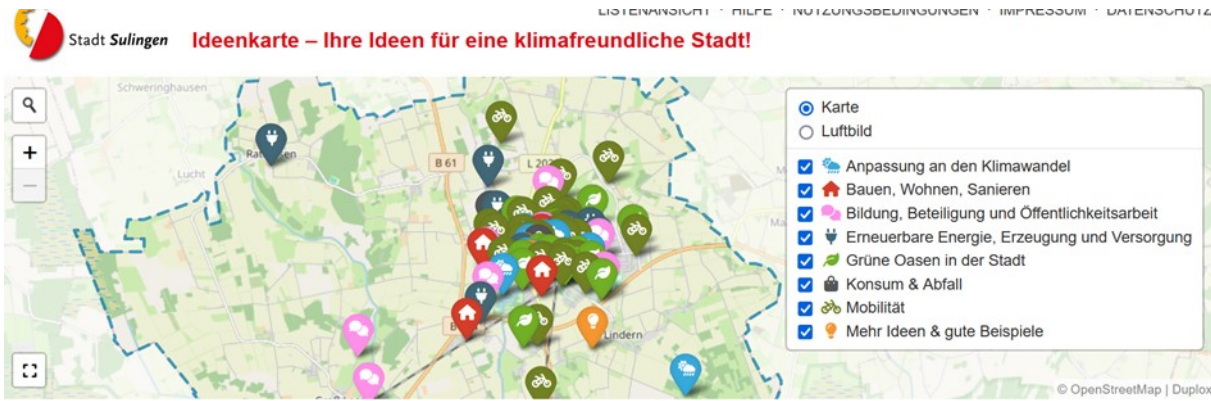 LISTENANSICHT · HILFE · NUTZUNGSBEDINGUNGEN · IMPRESSUM · DATENSCHUTZ
Stadt Sulingen
Ideenkarte – Ihre Ideen für eine klimafreundliche Stadt!
Schweringhausen
Lucht
B 61
Lindern
Karte
Luftbild
Anpassung an den Klimawandel
Bauen, Wohnen, Sanieren
Bildung, Beteiligung und Öffentlichkeitsarbeit
Erneuerbare Energie, Erzeugung und Versorgung
Grüne Oasen in der Stadt
Konsum & Abfall
Mobilität
Mehr Ideen & gute Beispiele
© OpenStreetMap | Duplox